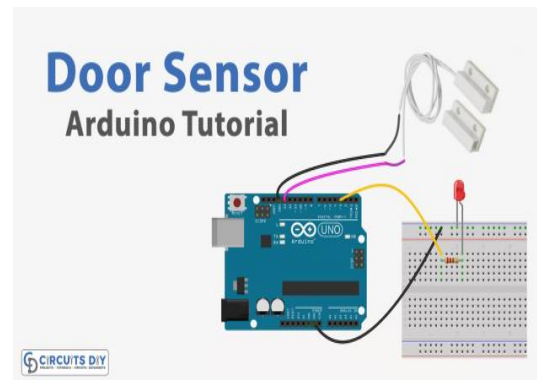 Door Sensor
Arduino Tutorial
UNO
Arduino
CIRCUITS DIY